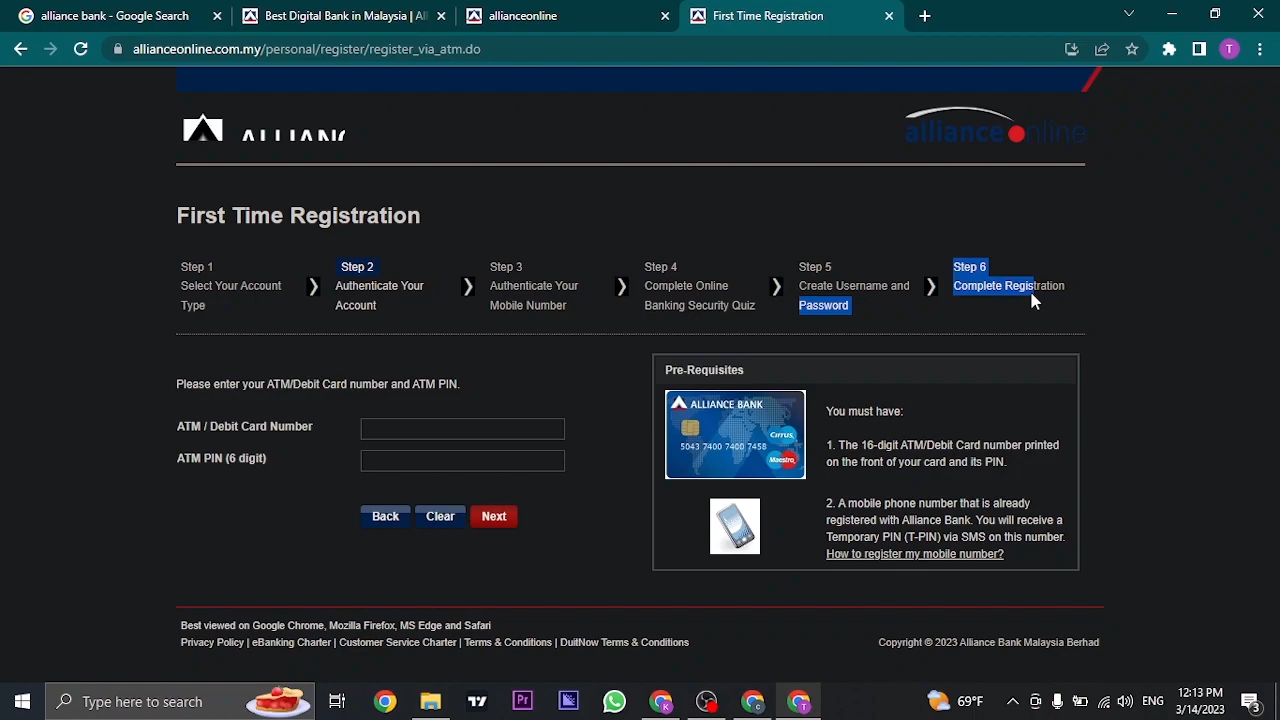 alliance bank - Google Search
Best Digital Bank in Malaysia | All
allianceonline
First Time Registration
allianceonline.com.my/personal/register/register_via_atm.do
T
alliance online
First Time Registration
Step 1
Select Your Account
Type
Step 2
Authenticate Your
Account
Step 3
Authenticate Your
Mobile Number
Step 4
Complete Online
Banking Security Quiz
Step 5
Create Username and
Password
Step 6
Complete Registration
Please enter your ATM/Debit Card number and ATM PIN.
ATM / Debit Card Number
ATM PIN (6 digit)
Back
Clear
Next
Pre-Requisites
ALLIANCE BANK
Cirrus
5043 7400 7400 7458
Maestro
You must have:
1. The 16-digit ATM/Debit Card number printed
on the front of your card and its PIN.
2. A mobile phone number that is already
registered with Alliance Bank. You will receive a
Temporary PIN (T-PIN) via SMS on this number.
How to register my mobile number?
Best viewed on Google Chrome, Mozilla Firefox, MS Edge and Safari
Privacy Policy | eBanking Charter | Customer Service Charter | Terms & Conditions | DuitNow Terms & Conditions
Copyright © 2023 Alliance Bank Malaysia Berhad
Type here to search
Pr
K
C
T
69°F
ENG
12:13 PM
3/14/2023
3